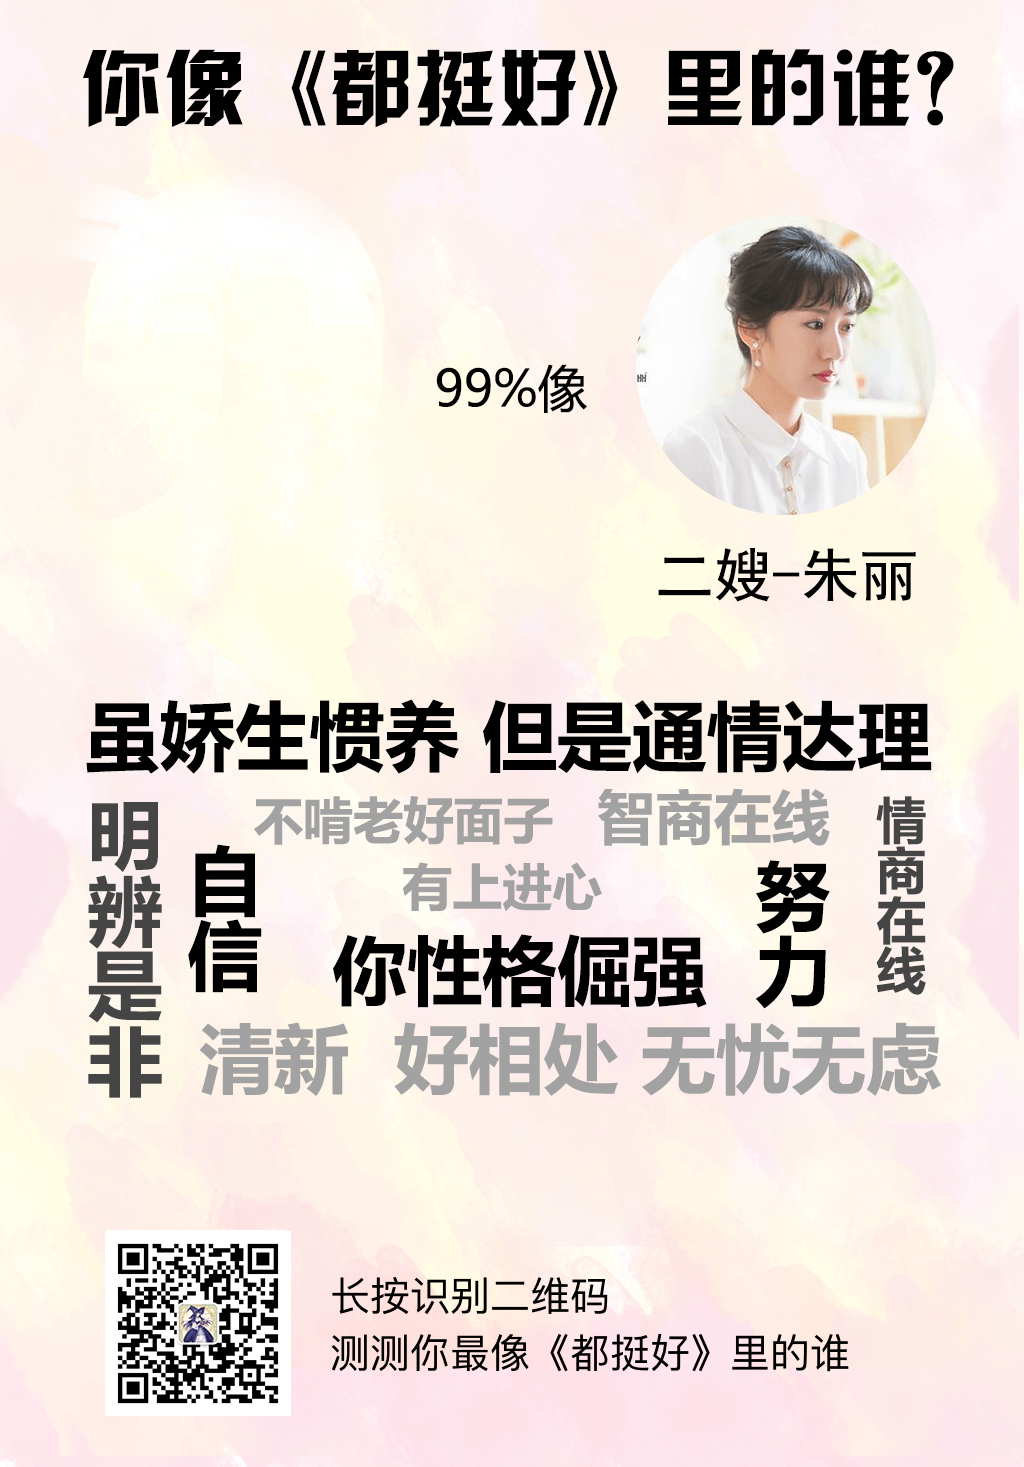 你像《都挺好》里的谁?
99%像
二嫂-朱丽
虽娇生惯养 但是通情达理
不啃老好面子 智商在线
明辨是非
自信
有上进心
努力
情商在线
你性格倔强
清新 好相处 无忧无虑
长按识别二维码
测测你最像《都挺好》里的谁